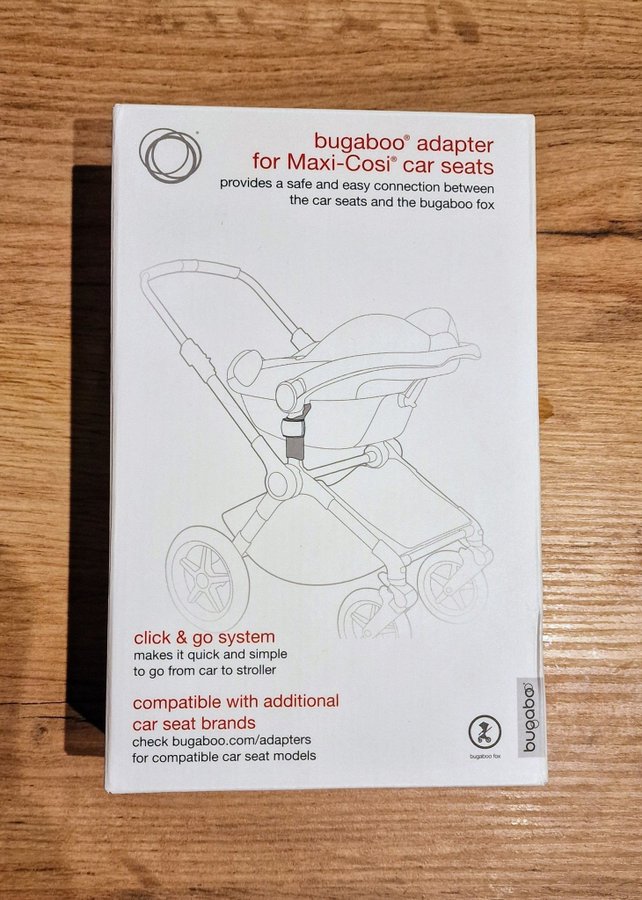 bugaboo® adapter
for Maxi-Cosi® car seats
provides a safe and easy connection between
the car seats and the bugaboo fox
click & go system
makes it quick and simple
to go from car to stroller
compatible with additional
car seat brands
check bugaboo.com/adapters
for compatible car seat models
bugaboo fox
bugaboo®